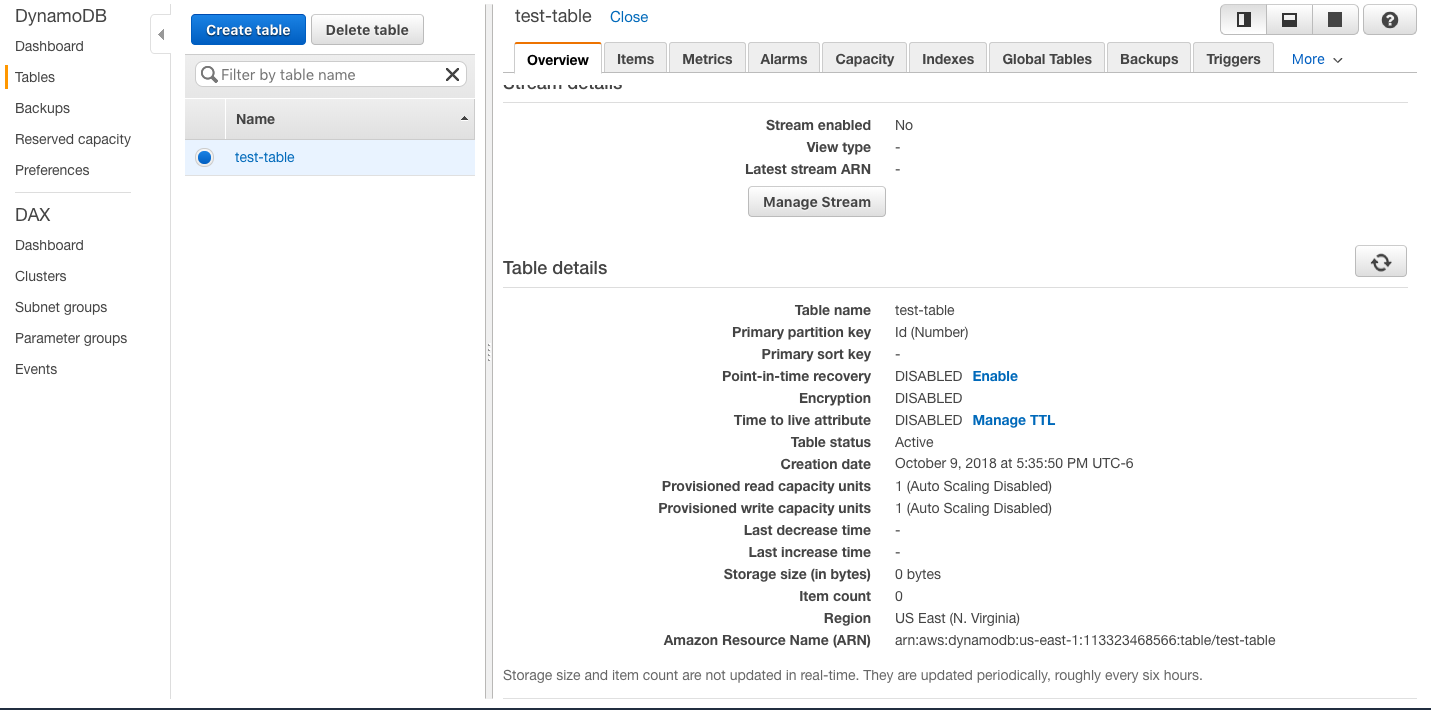 DynamoDB
Dashboard
Tables
Backups
Reserved capacity
Preferences
DAX
Dashboard
Clusters
Subnet groups
Parameter groups
Events
Create table Delete table
Filter by table name
Name
test-table
test-table Close
Overview Items Metrics Alarms Capacity Indexes Global Tables Backups Triggers More
Stream details
Stream enabled No
View type -
Latest stream ARN -
Manage Stream
Table details
Table name test-table
Primary partition key Id (Number)
Primary sort key -
Point-in-time recovery DISABLED Enable
Encryption DISABLED
Time to live attribute DISABLED Manage TTL
Table status Active
Creation date October 9, 2018 at 5:35:50 PM UTC-6
Provisioned read capacity units 1 (Auto Scaling Disabled)
Provisioned write capacity units 1 (Auto Scaling Disabled)
Last decrease time -
Last increase time -
Storage size (in bytes) 0 bytes
Item count 0
Region US East (N. Virginia)
Amazon Resource Name (ARN) arn:aws:dynamodb:us-east-1:113323468566:table/test-table
Storage size and item count are not updated in real-time. They are updated periodically, roughly every six hours.